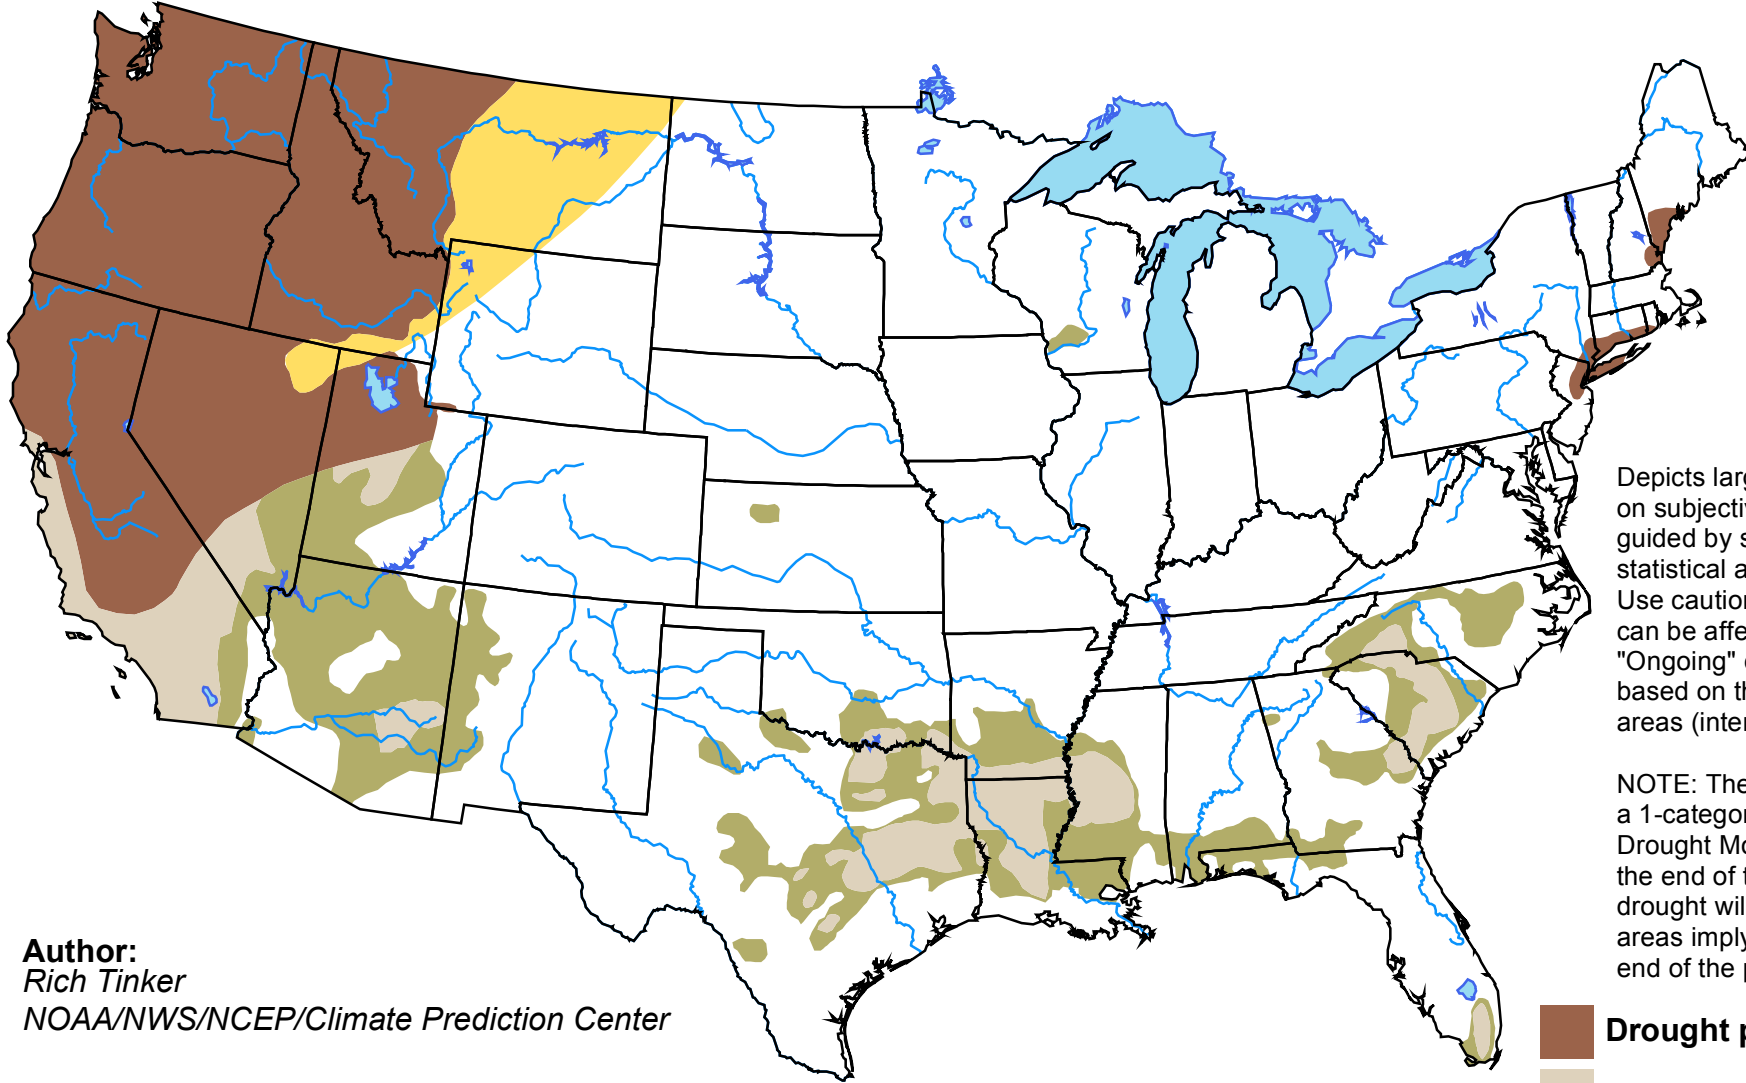 Depicts larg
on subjectiv
guided by s
statistical a
Use caution
can be affe
"Ongoing" 
based on th
areas (inter
NOTE: The
a 1-categor
Drought Mo
the end of t
drought wil
areas imply
end of the p
Author:
Rich Tinker
NOAA/NWS/NCEP/Climate Prediction Center
Drought p